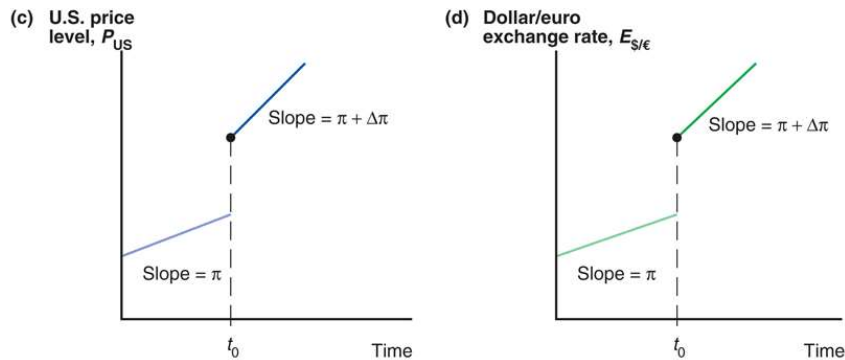 (c) U.S. price
level, P_US
Slope = π + Δπ
Slope = π
t_0
Time
(d) Dollar/euro
exchange rate, E_$/€
Slope = π + Δπ
Slope = π
t_0
Time